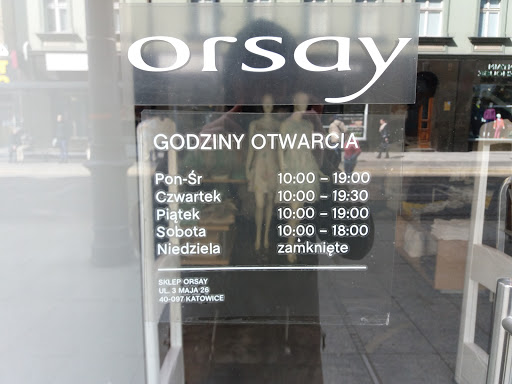 orsay
GODZINY OTWARCIA
Pon-Śr 10:00 – 19:00
Czwartek 10:00 – 19:30
Piątek 10:00 – 19:00
Sobota 10:00 – 18:00
Niedziela zamknięte
SKLEP ORSAY
UL. 3 MAJA 26
40-097 KATOWICE